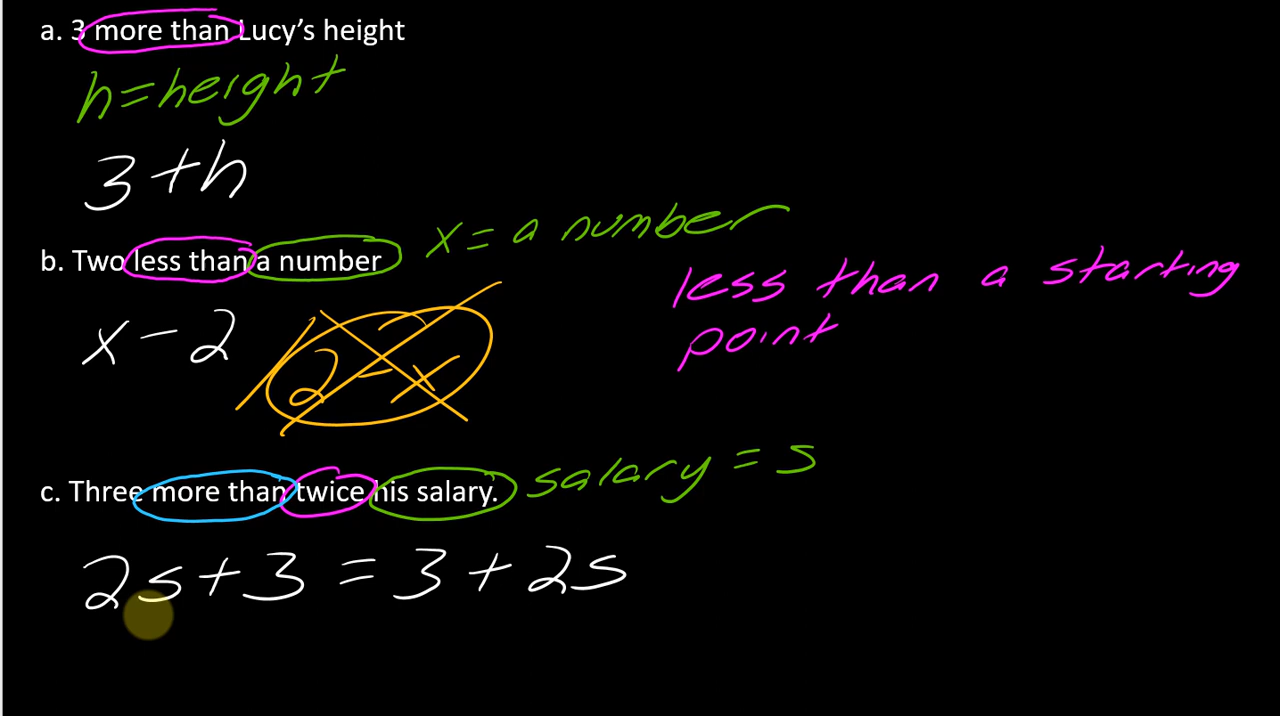 a. 3 more than Lucy’s height
h = height
3 + h
b. Two less than a number
x = a number
less than a starting
point
x − 2
2 − x
c. Three more than twice his salary.
salary = s
2s + 3 = 3 + 2s